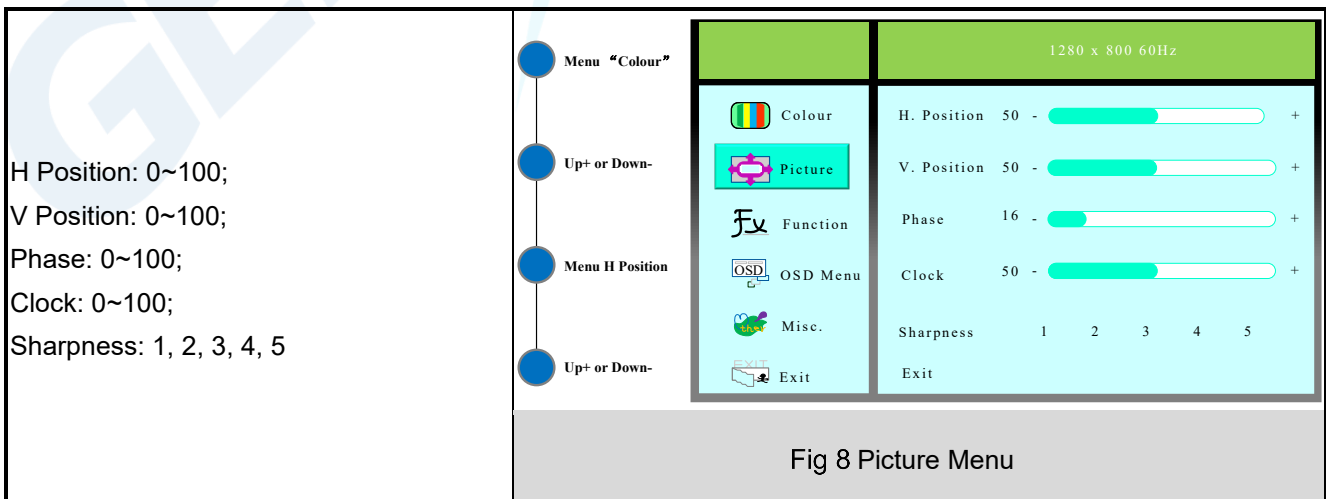 H Position: 0~100;
V Position: 0~100;
Phase: 0~100;
Clock: 0~100;
Sharpness: 1, 2, 3, 4, 5
Menu “Colour”
Up+ or Down-
Menu H Position
Up+ or Down-
1280 x 800 60Hz
Colour
Picture
Function
OSD
OSD Menu
Misc.
EXIT
Exit
H. Position 50 - +
V. Position 50 - +
Phase 16 - +
Clock 50 - +
Sharpness 1 2 3 4 5
Exit
Fig 8 Picture Menu